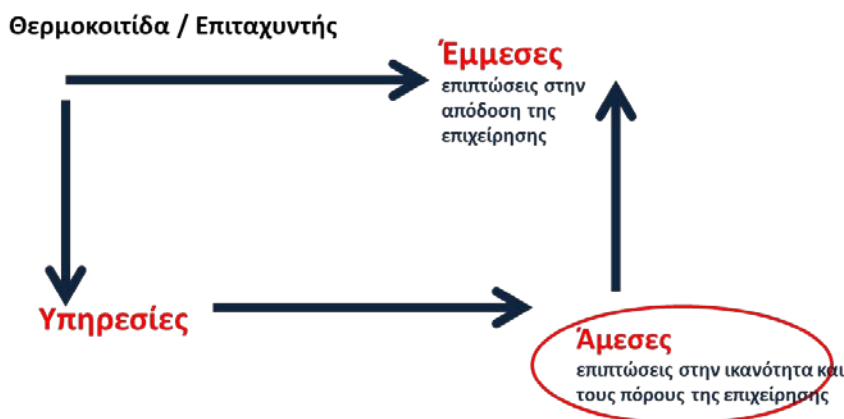 Θερμοκοιτίδα / Επιταχυντής
Έμμεσες
επιπτώσεις στην
απόδοση της
επιχείρησης
Υπηρεσίες
Άμεσες
επιπτώσεις στην ικανότητα και
τους πόρους της επιχείρησης